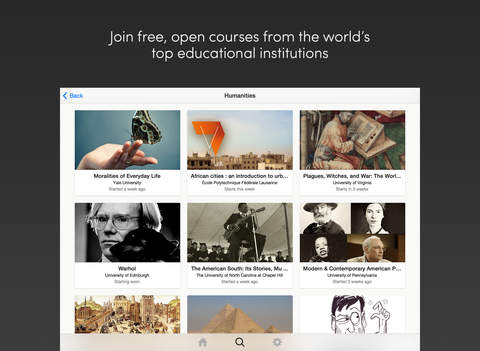 Join free, open courses from the world's
top educational institutions
Back
Humanities
Moralities of Everyday Life
Yale University
Started a week ago
African cities : an introduction to urb...
École Polytechnique Fédérale Lausanne
Starts this week
Plagues, Witches, and War: The Worl...
University of Virginia
Starts in 3 weeks
Warhol
University of Edinburgh
Starting soon
The American South: Its Stories, Mu...
The University of North Carolina at Chapel Hill
Started a week ago
Modern & Contemporary American P...
University of Pennsylvania
Started 3 weeks ago